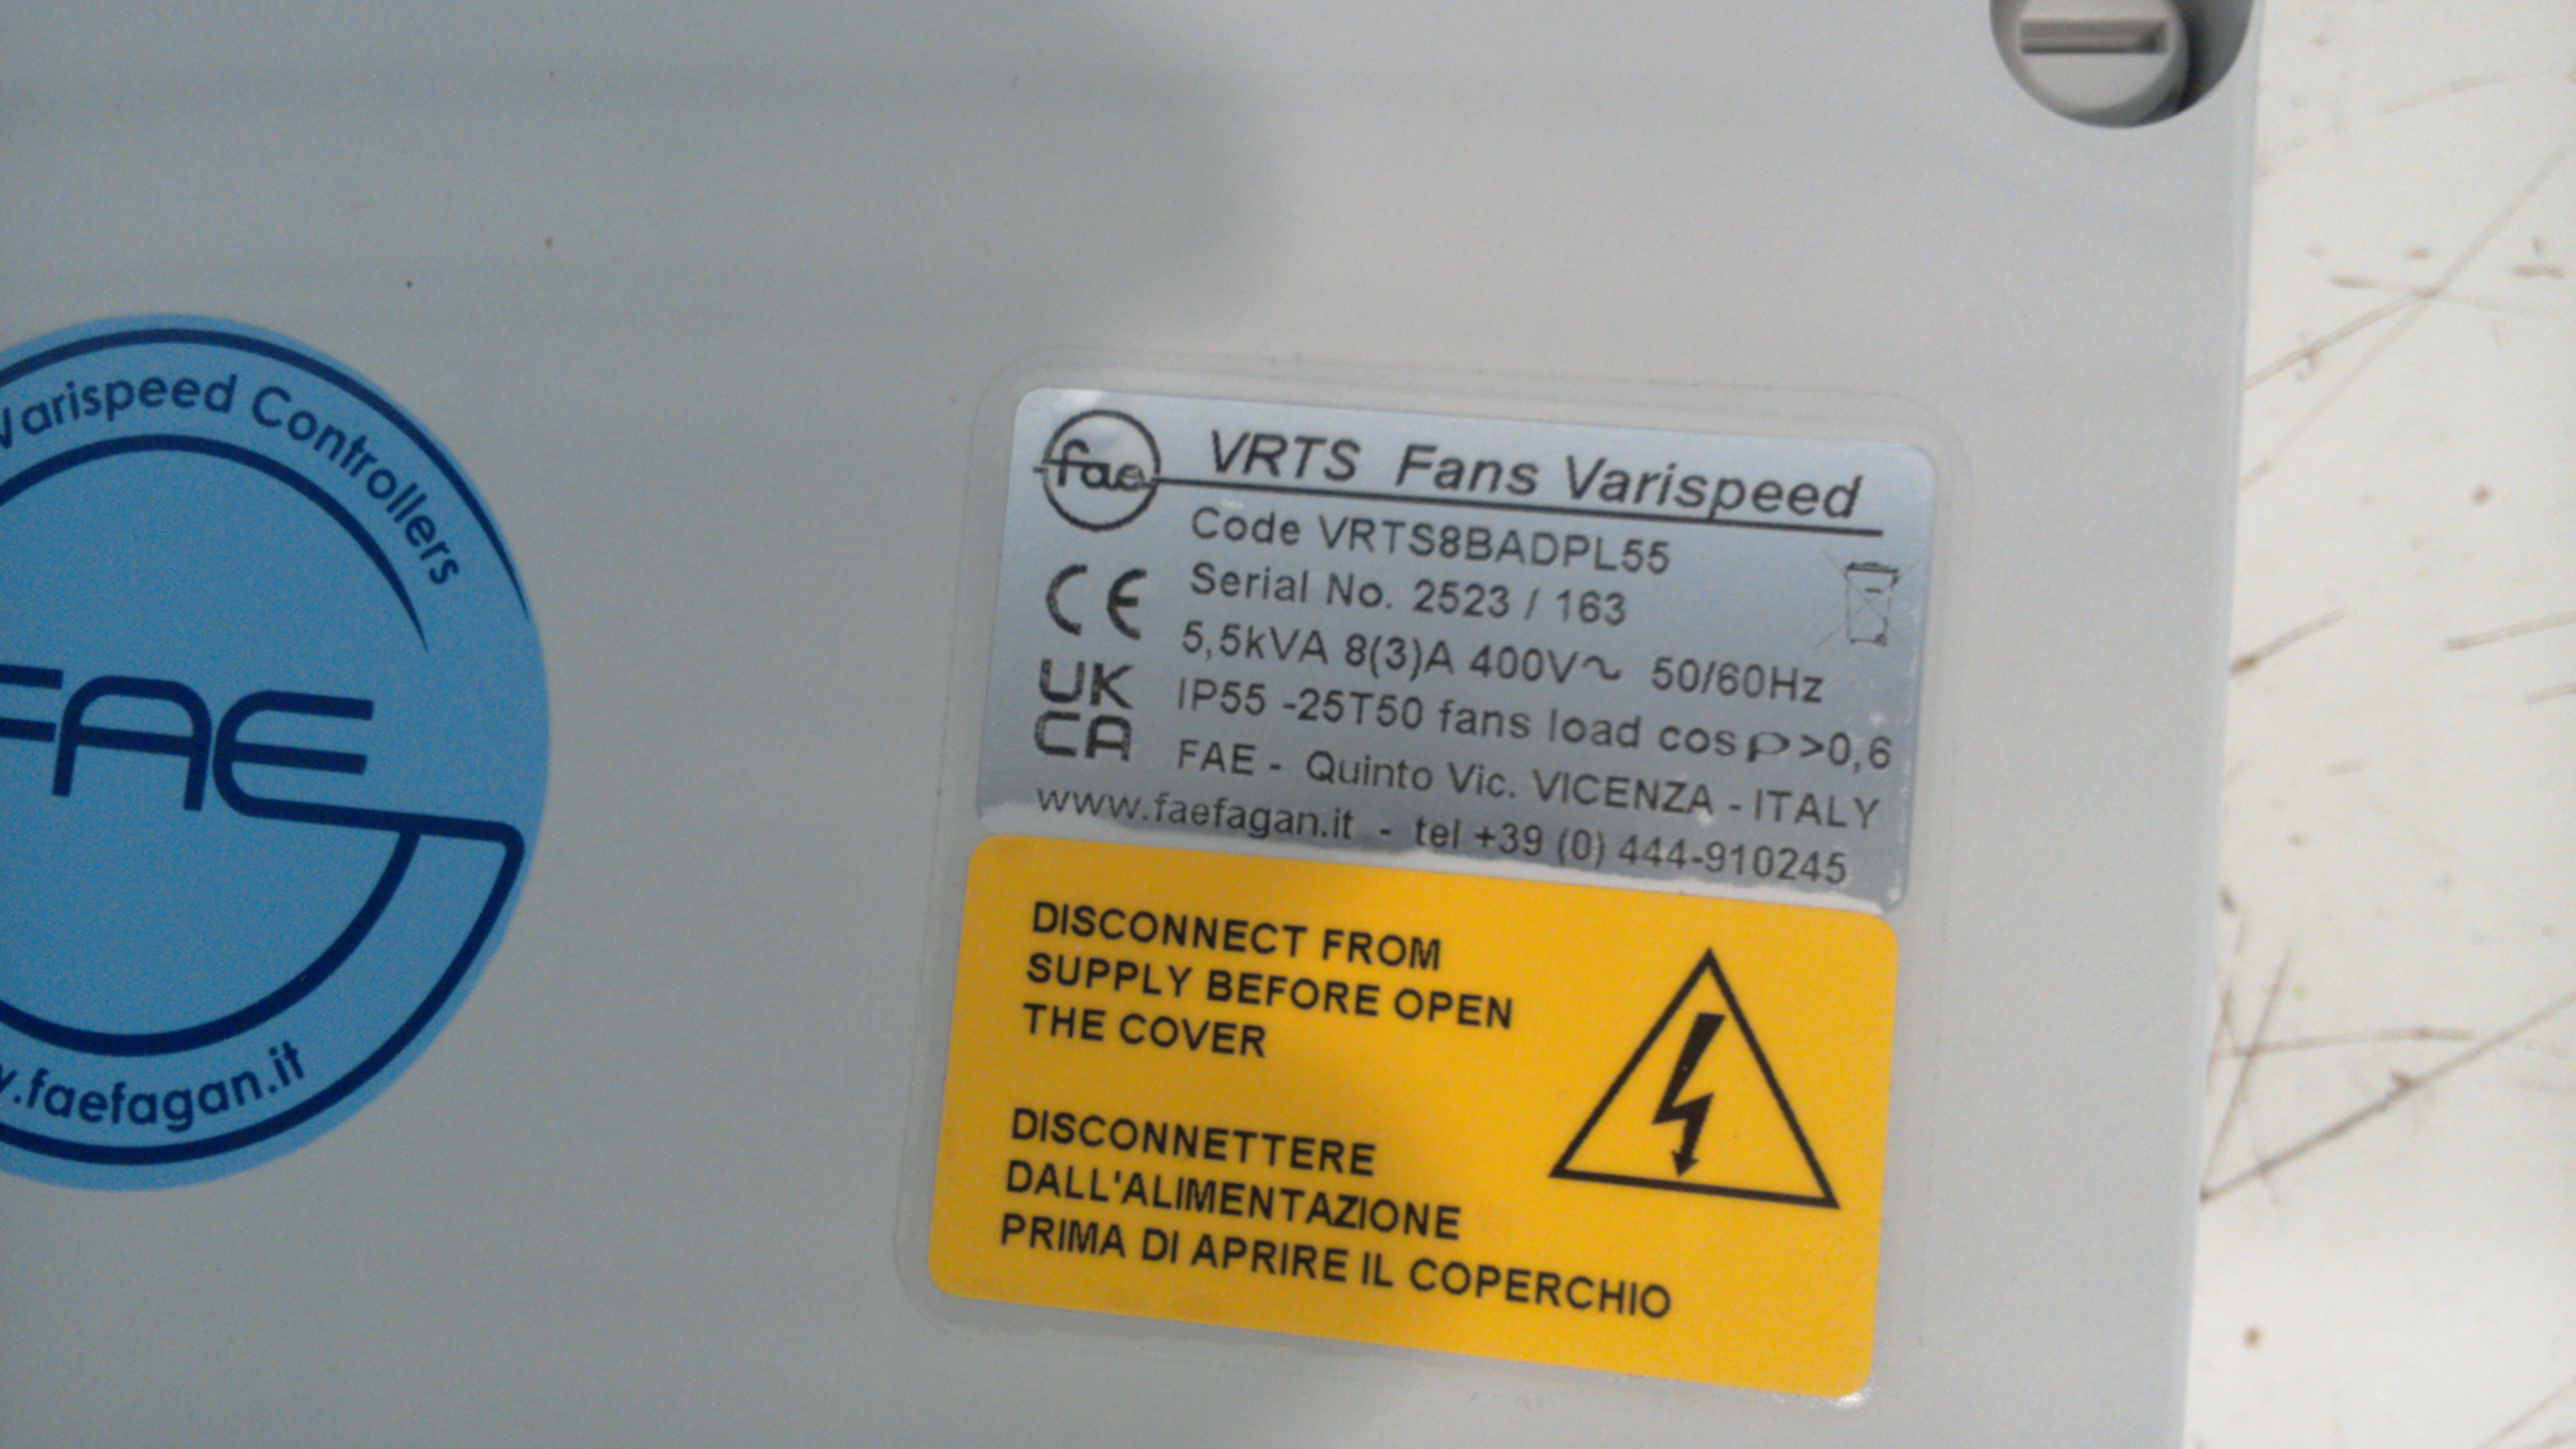 Varispeed Controllers
FAE
w.faefagan.it
fae
VRTS Fans Varispeed
Code VRTS8BADPL55
Serial No. 2523 / 163
5,5kVA 8(3)A 400V~ 50/60Hz
IP55 -25T50 fans load cos ρ>0,6
FAE - Quinto Vic. VICENZA - ITALY
www.faefagan.it - tel +39 (0) 444-910245
CE
UK
CA
DISCONNECT FROM
SUPPLY BEFORE OPEN
THE COVER
DISCONNETTERE
DALL'ALIMENTAZIONE
PRIMA DI APRIRE IL COPERCHIO